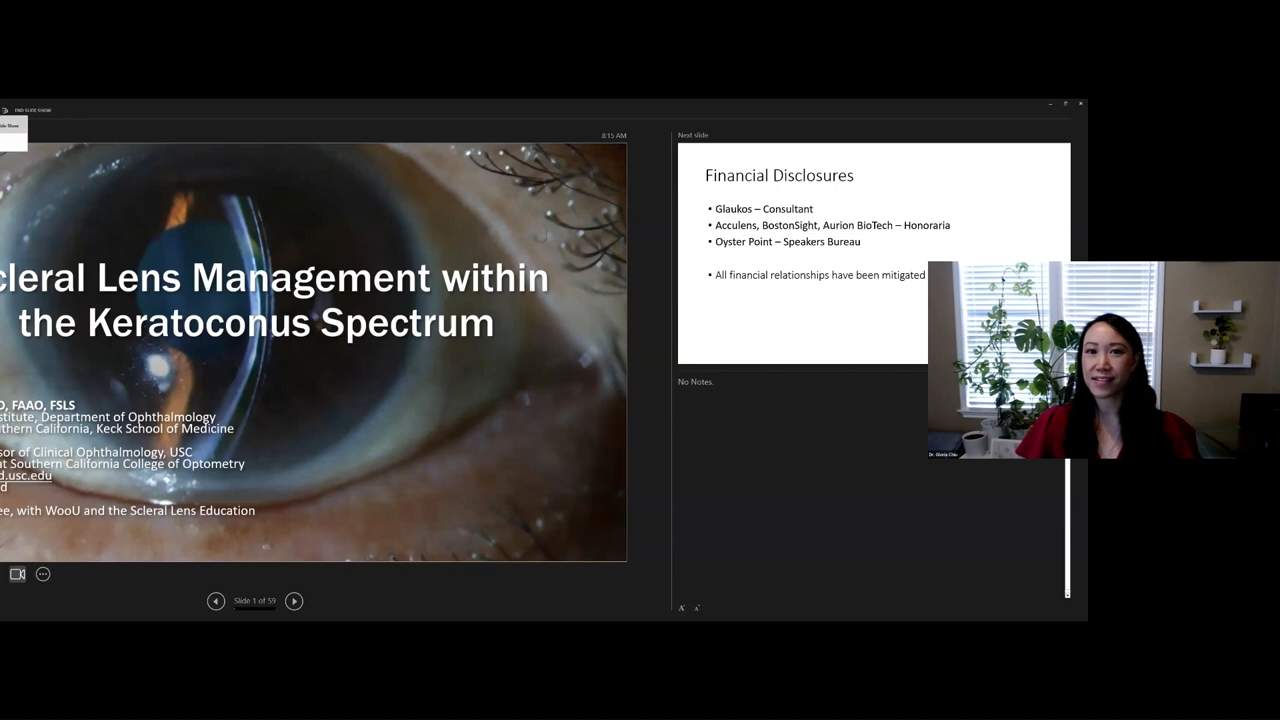 END SLIDE SHOW
8:15 AM
cleral Lens Management within
the Keratoconus Spectrum
O, FAAO, FSLS
stitute, Department of Ophthalmology
uthern California, Keck School of Medicine
sor of Clinical Ophthalmology, USC
at Southern California College of Optometry
d.usc.edu
d
ee, with WooU and the Scleral Lens Education
Slide 1 of 59
Next slide
Financial Disclosures
• Glaukos – Consultant
• Acculens, BostonSight, Aurion BioTech – Honoraria
• Oyster Point – Speakers Bureau
• All financial relationships have been mitigated
No Notes.
Dr. Gloria Chiu